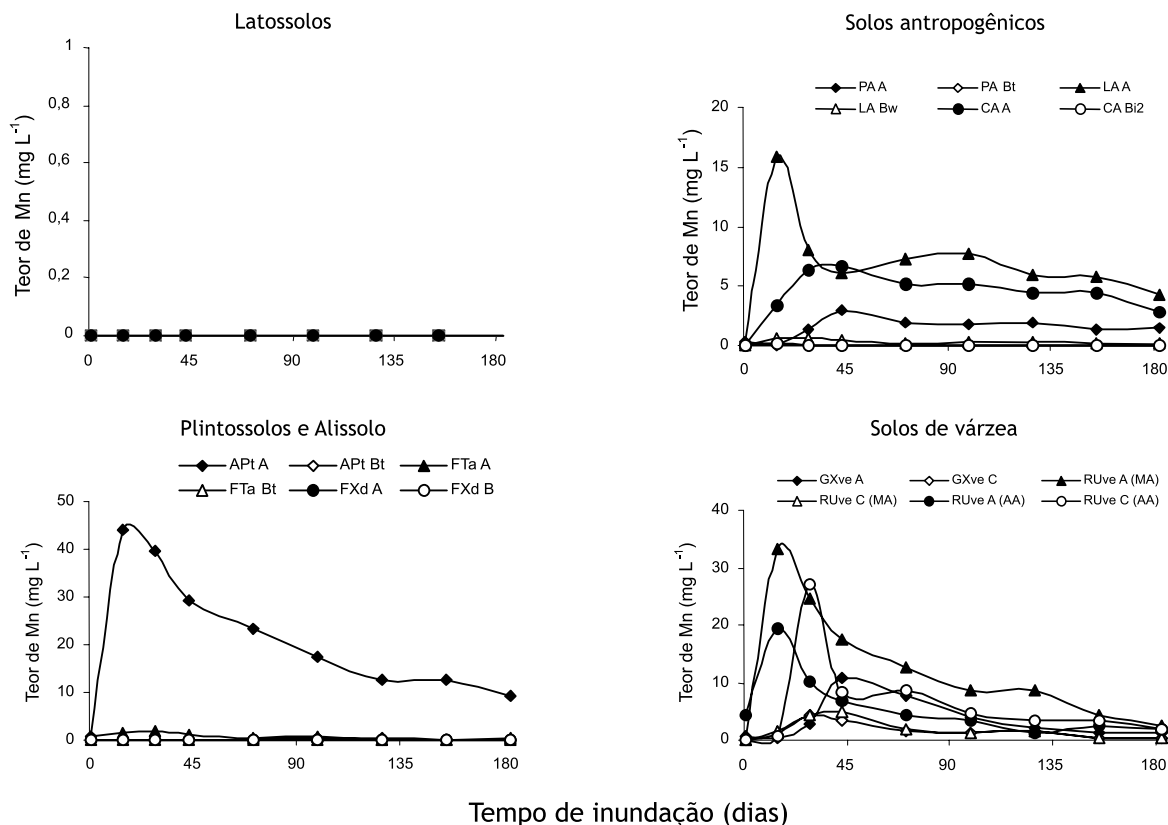 Latossolos
Teor de Mn (mg L⁻¹)
1
0,8
0,6
0,4
0,2
0
0 45 90 135 180
Solos antropogênicos
PA A PA Bt LA A
LA Bw CA A CA Bi2
Teor de Mn (mg L⁻¹)
20
15
10
5
0
0 45 90 135 180
Plintossolos e Alissolo
APt A APt Bt FTa A
FTa Bt FXd A FXd B
Teor de Mn (mg L⁻¹)
50
40
30
20
10
0
0 45 90 135 180
Solos de várzea
GXve A GXve C RUve A (MA)
RUve C (MA) RUve A (AA) RUve C (AA)
Teor de Mn (mg L⁻¹)
40
30
20
10
0
0 45 90 135 180
Tempo de inundação (dias)